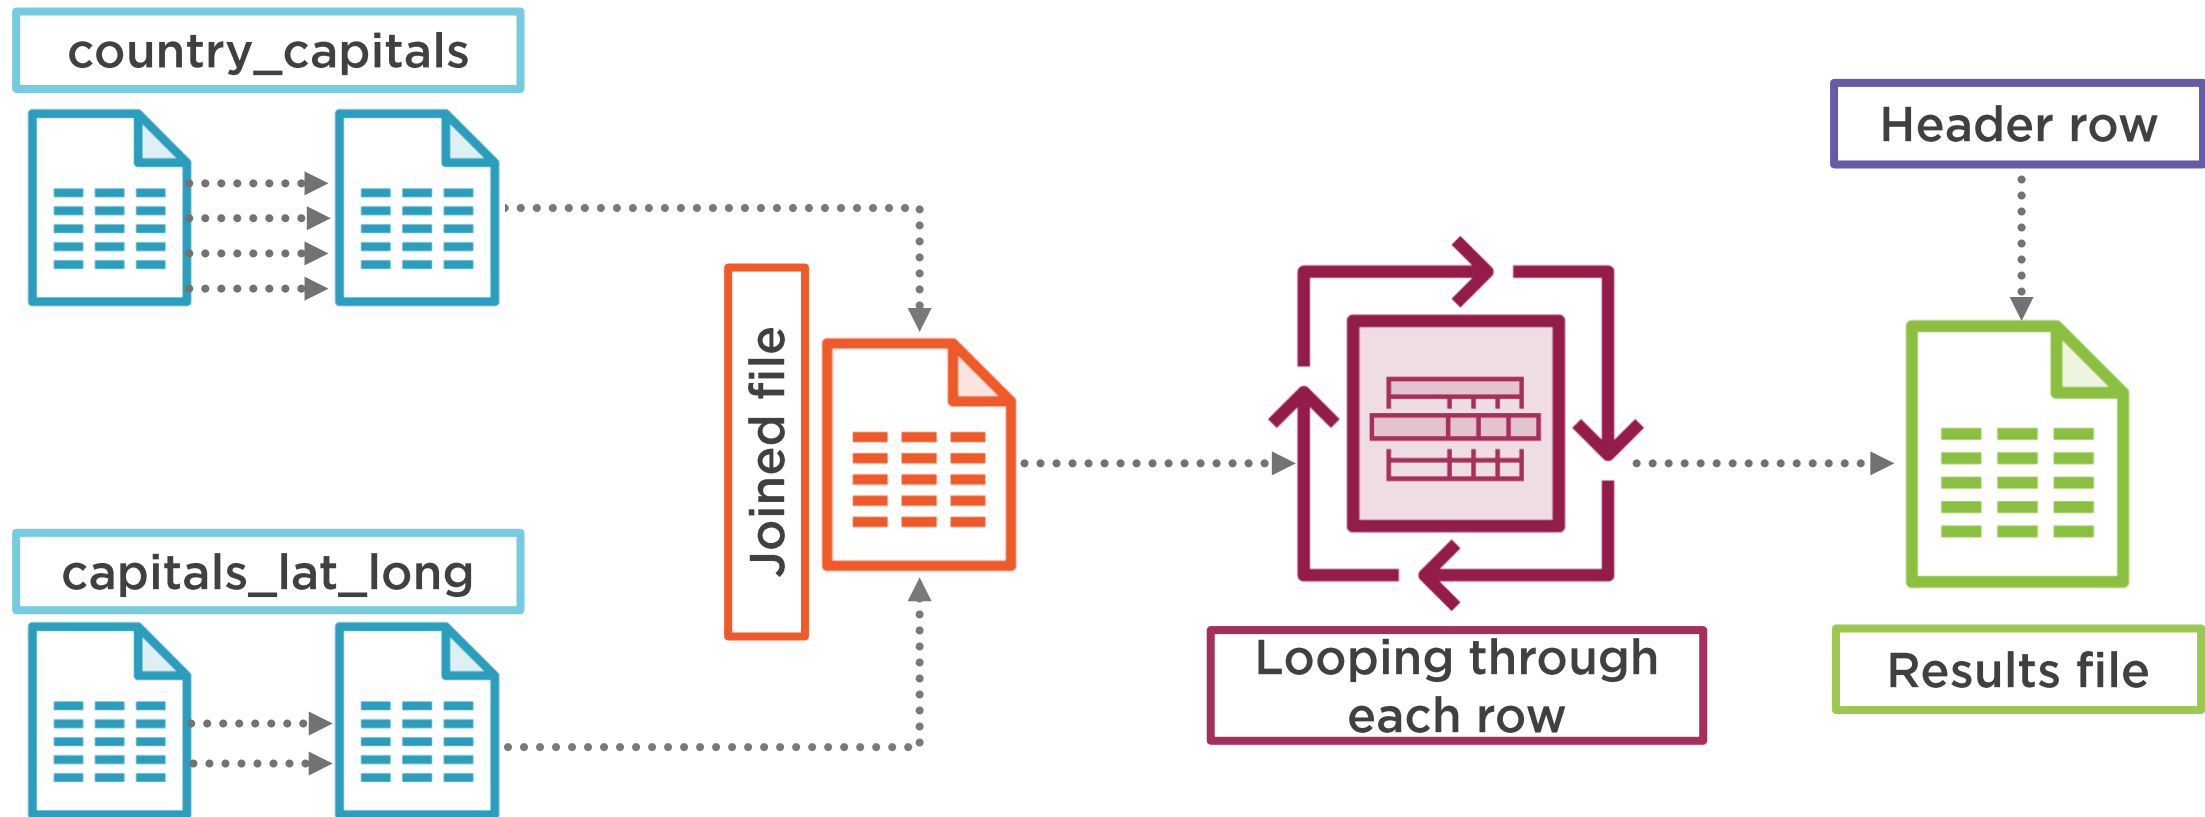 country_capitals
Header row
Joined file
capitals_lat_long
Looping through
each row
Results file